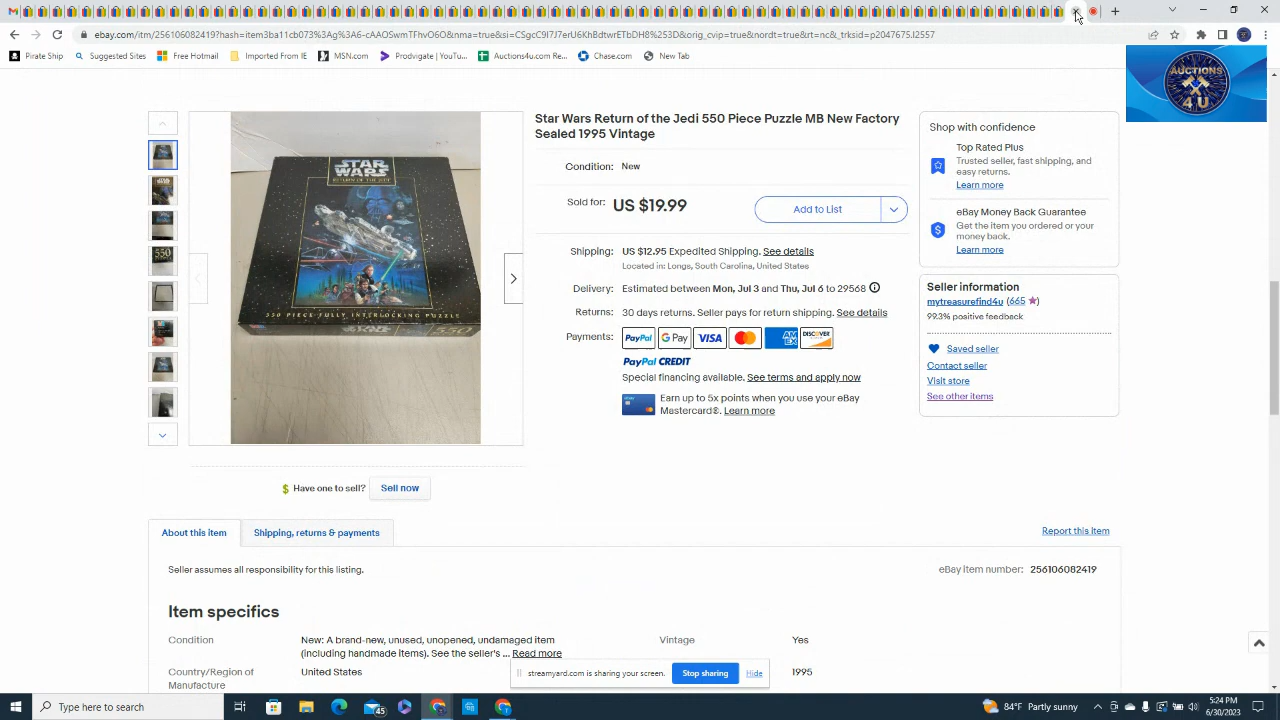 ebay.com/itm/256106082419?hash=item3ba11cb073%3Ag%3A6-cAAOSwmTFhvO6O&nma=true&si=CSgcC9I7J7erU6KhBdtwrETbDH8%253D&orig_cvip=true&nordt=true&rt=nc&_trksid=p2047675.l2557
Pirate Ship Suggested Sites Free Hotmail Imported From IE MSN.com Prodvigate | YouTu... Auctions4u.com Re... Chase.com New Tab
AUCTIONS
4U
Star Wars Return of the Jedi 550 Piece Puzzle MB New Factory
Sealed 1995 Vintage
Condition: New
Sold for: US $19.99 Add to List
Shipping: US $12.95 Expedited Shipping. See details
Located in: Longs, South Carolina, United States
Delivery: Estimated between Mon, Jul 3 and Thu, Jul 6 to 29568
Returns: 30 days returns. Seller pays for return shipping. See details
Payments: PayPal G Pay VISA MasterCard AMEX DISCOVER
PayPal CREDIT
Special financing available. See terms and apply now
Earn up to 5x points when you use your eBay
Mastercard®. Learn more
Shop with confidence
Top Rated Plus
Trusted seller, fast shipping, and
easy returns.
Learn more
eBay Money Back Guarantee
Get the item you ordered or your
money back.
Learn more
Seller information
mytreasurefind4u (665)
99.3% positive feedback
Saved seller
Contact seller
Visit store
See other items
STAR
WARS
RETURN OF THE JEDI
550 PIECE FULLY INTERLOCKING PUZZLE
STAR WARS
550
Have one to sell? Sell now
About this item Shipping, returns & payments Report this item
Seller assumes all responsibility for this listing. eBay item number: 256106082419
Item specifics
Condition New: A brand-new, unused, unopened, undamaged item Vintage Yes
(including handmade items). See the seller's ... Read more
Country/Region of United States 1995
Manufacture
streamyard.com is sharing your screen. Stop sharing Hide
Type here to search 45 84°F Partly sunny 5:24 PM
6/30/2023